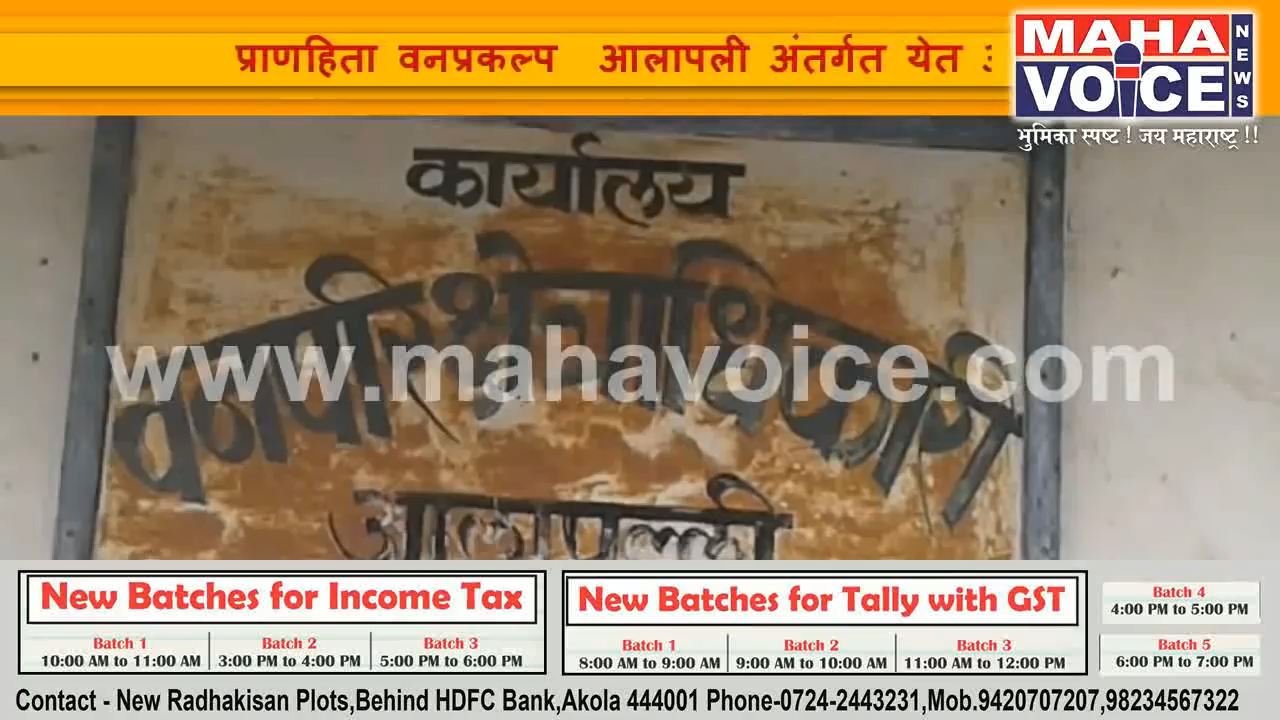 प्राणहिता वनप्रकल्प आलापली अंतर्गत येत
MAHA VOICE NEWS
भुमिका स्पष्ट ! जय महाराष्ट्र !!
कार्यालय
वनपरिक्षेत्राधिकारी
www.mahavoice.com
आलापल्ली
New Batches for Income Tax
Batch 1 Batch 2 Batch 3
10:00 AM to 11:00 AM 3:00 PM to 4:00 PM 5:00 PM to 6:00 PM
New Batches for Tally with GST
Batch 1 Batch 2 Batch 3
8:00 AM to 9:00 AM 9:00 AM to 10:00 AM 11:00 AM to 12:00 PM
Batch 4
4:00 PM to 5:00 PM
Batch 5
6:00 PM to 7:00 PM
Contact - New Radhakisan Plots,Behind HDFC Bank,Akola 444001 Phone-0724-2443231,Mob.9420707207,98234567322